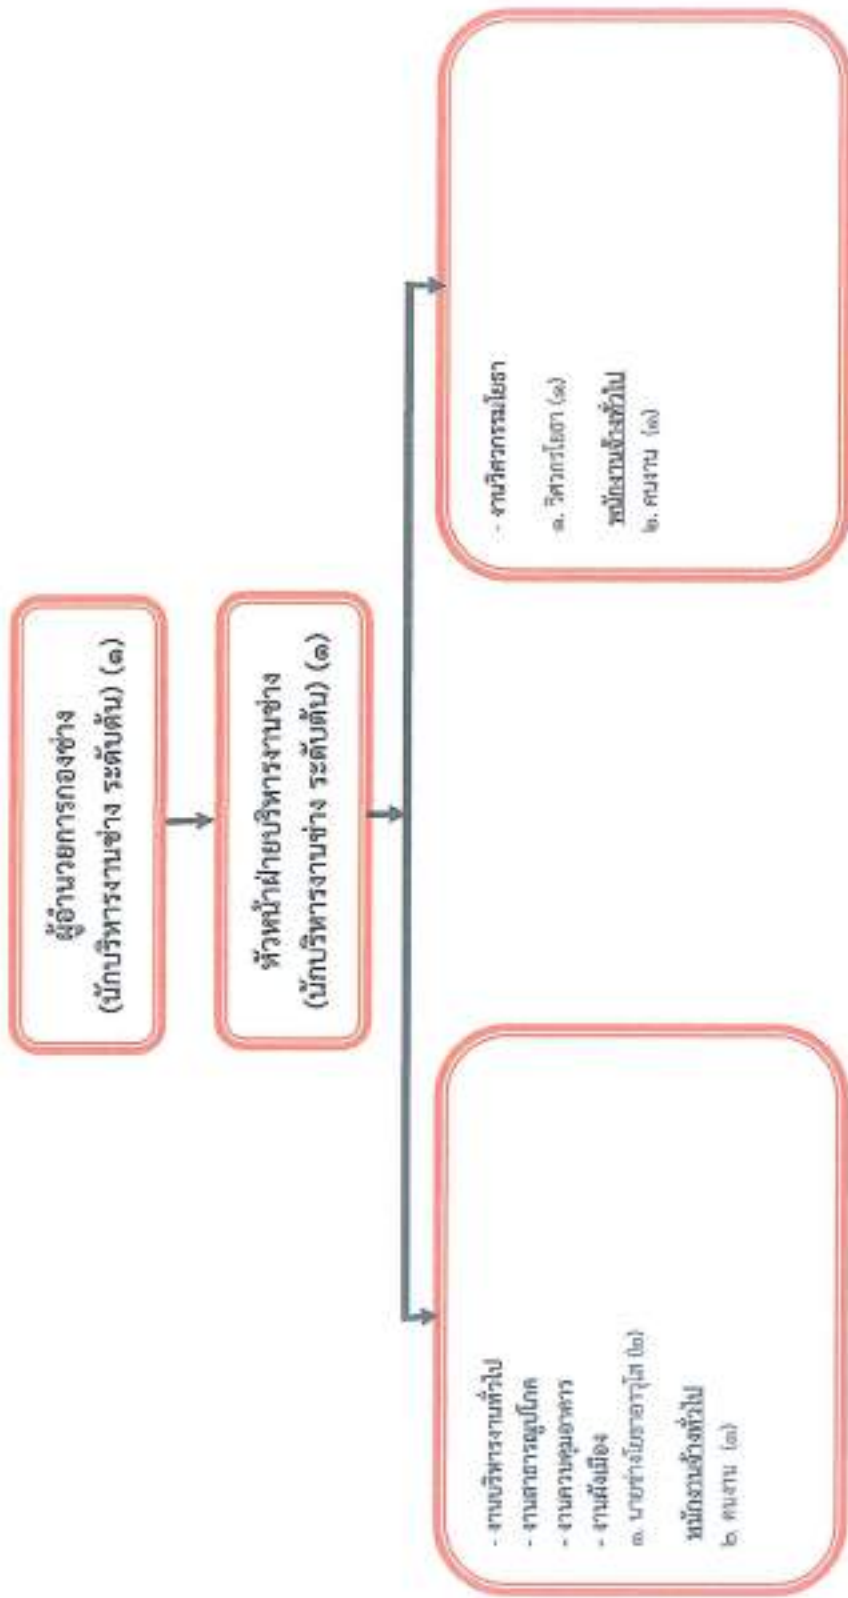 ผู้อำนวยการกองช่าง
(นักบริหารงานช่าง ระดับต้น) (๑)
หัวหน้าฝ่ายบริหารงานช่าง
(นักบริหารงานช่าง ระดับต้น) (๑)
- งานบริหารงานทั่วไป
- งานสาธารณูปโภค
- งานควบคุมอาคาร
- งานผังเมือง
๑. นายช่างโยธาอาวุโส (๒)
พนักงานจ้างทั่วไป
๒. คนงาน (๓)
- งานวิศวกรรมโยธา
๑. วิศวกรโยธา (๑)
พนักงานจ้างทั่วไป
๒. คนงาน (๑)